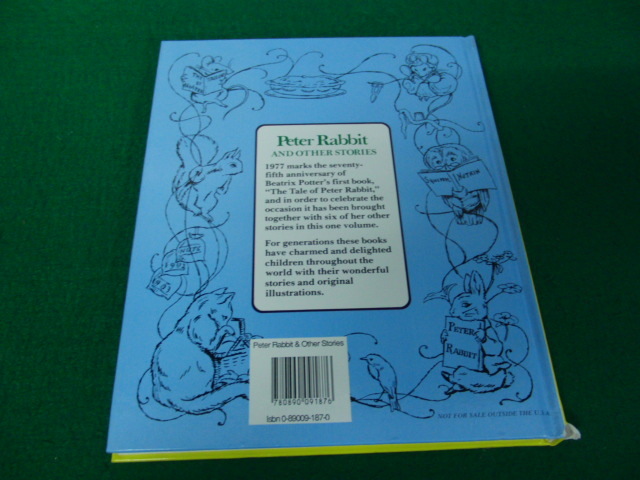 Peter Rabbit
AND OTHER STORIES
1977 marks the seventy-
fifth anniversary of
Beatrix Potter's first book,
"The Tale of Peter Rabbit,"
and in order to celebrate the
occasion it has been brought
together with six of her other
stories in this one volume.
For generations these books
have charmed and delighted
children throughout the
world with their wonderful
stories and original
illustrations.
NUTKIN
PETER
RABBIT
Peter Rabbit & Other Stories
9780890091876
Isbn 0-89009-187-0
NOT FOR SALE OUTSIDE THE U.S.A.